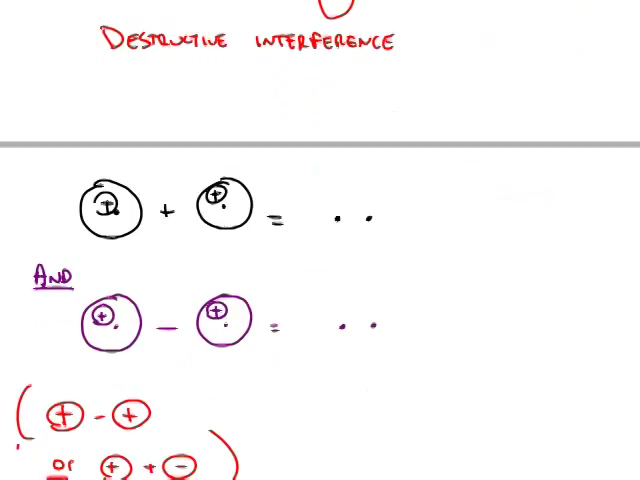 DESTRUCTIVE INTERFERENCE
+ + + = . .
AND
+ - + = . .
( + - +
or + + - )